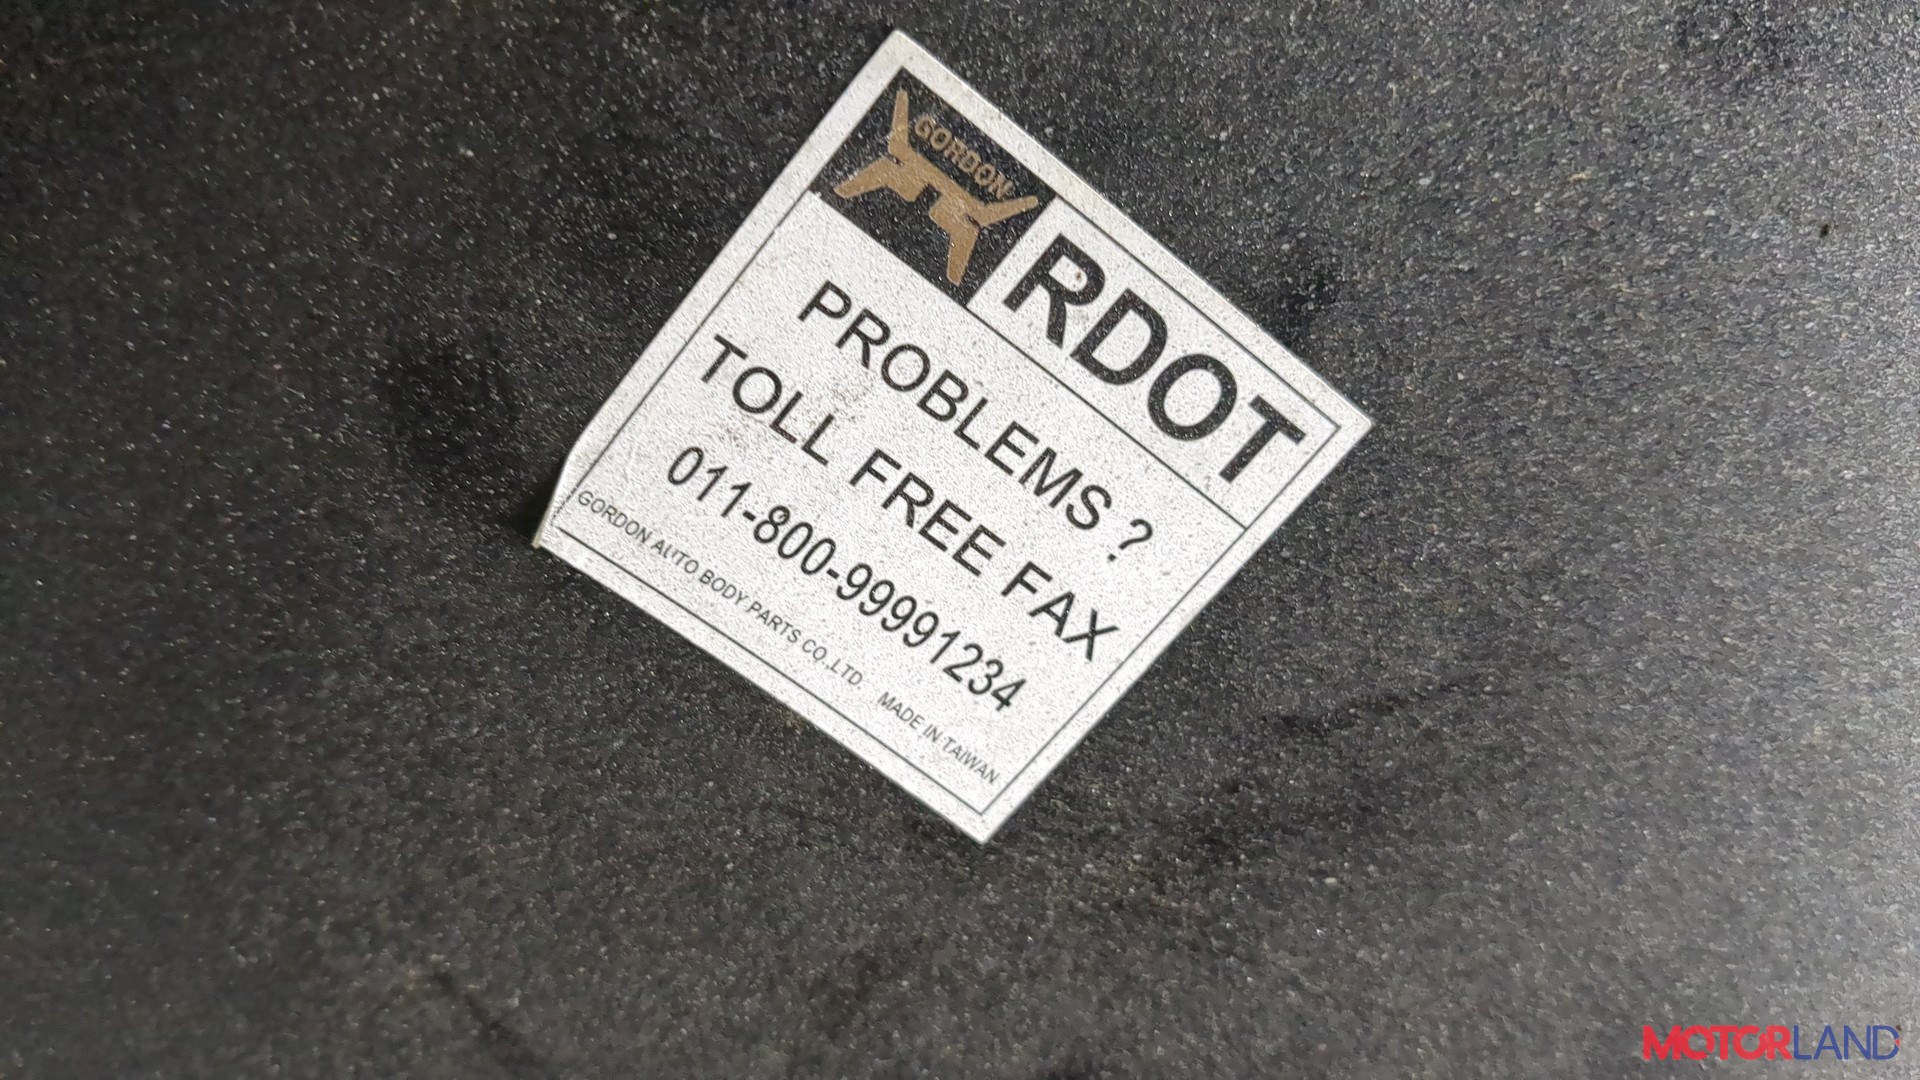 GORDON
RDOT
PROBLEMS ?
TOLL FREE FAX
011-800-99991234
GORDON AUTO BODY PARTS CO.,LTD. MADE IN TAIWAN
MOTORLAND